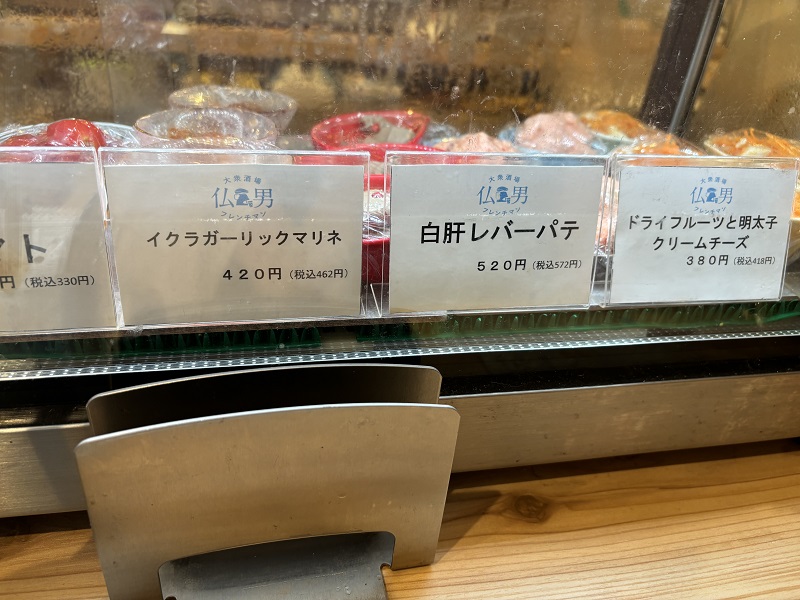 マト
円（税込330円）
大衆酒場
仏男
フレンチマン
イクラガーリックマリネ
420円（税込462円）
大衆酒場
仏男
フレンチマン
白肝レバーパテ
520円（税込572円）
大衆酒場
仏男
フレンチマン
ドライフルーツと明太子
クリームチーズ
380円（税込418円）